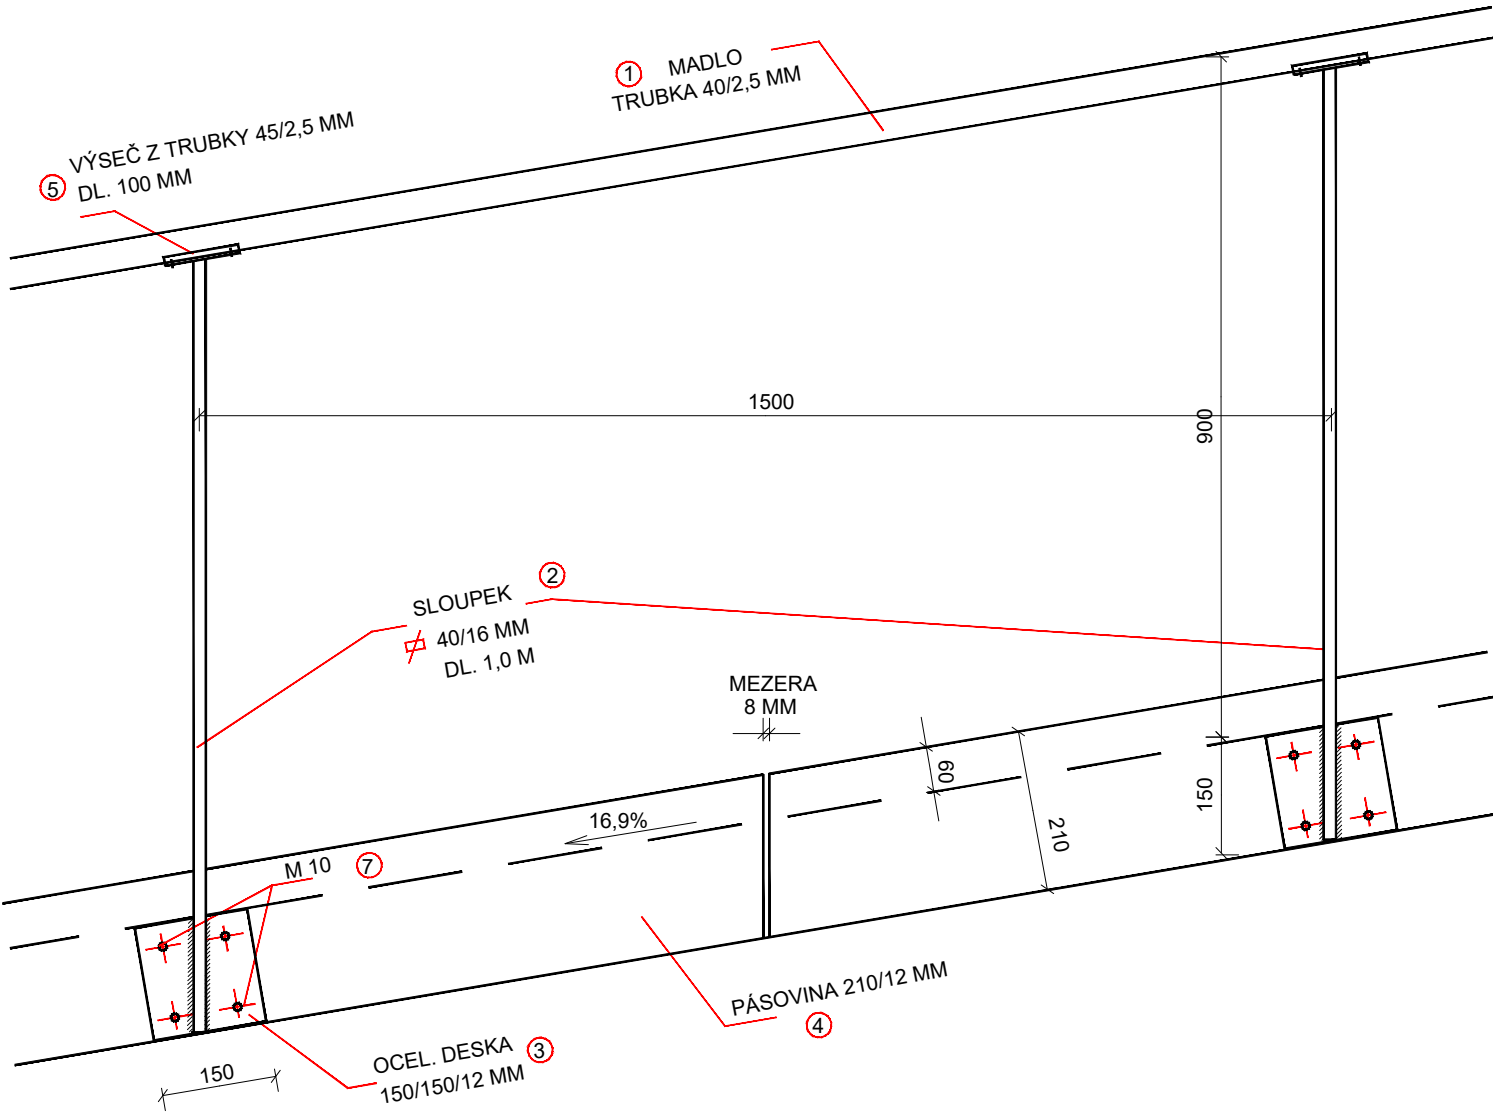 1 MADLO
TRUBKA 40/2,5 MM
VÝSEČ Z TRUBKY 45/2,5 MM
5 DL. 100 MM
1500
900
SLOUPEK 2
40/16 MM
DL. 1,0 M
MEZERA
8 MM
60
150
210
16,9%
M 10 7
PÁSOVINA 210/12 MM
4
OCEL. DESKA 3
150/150/12 MM
150